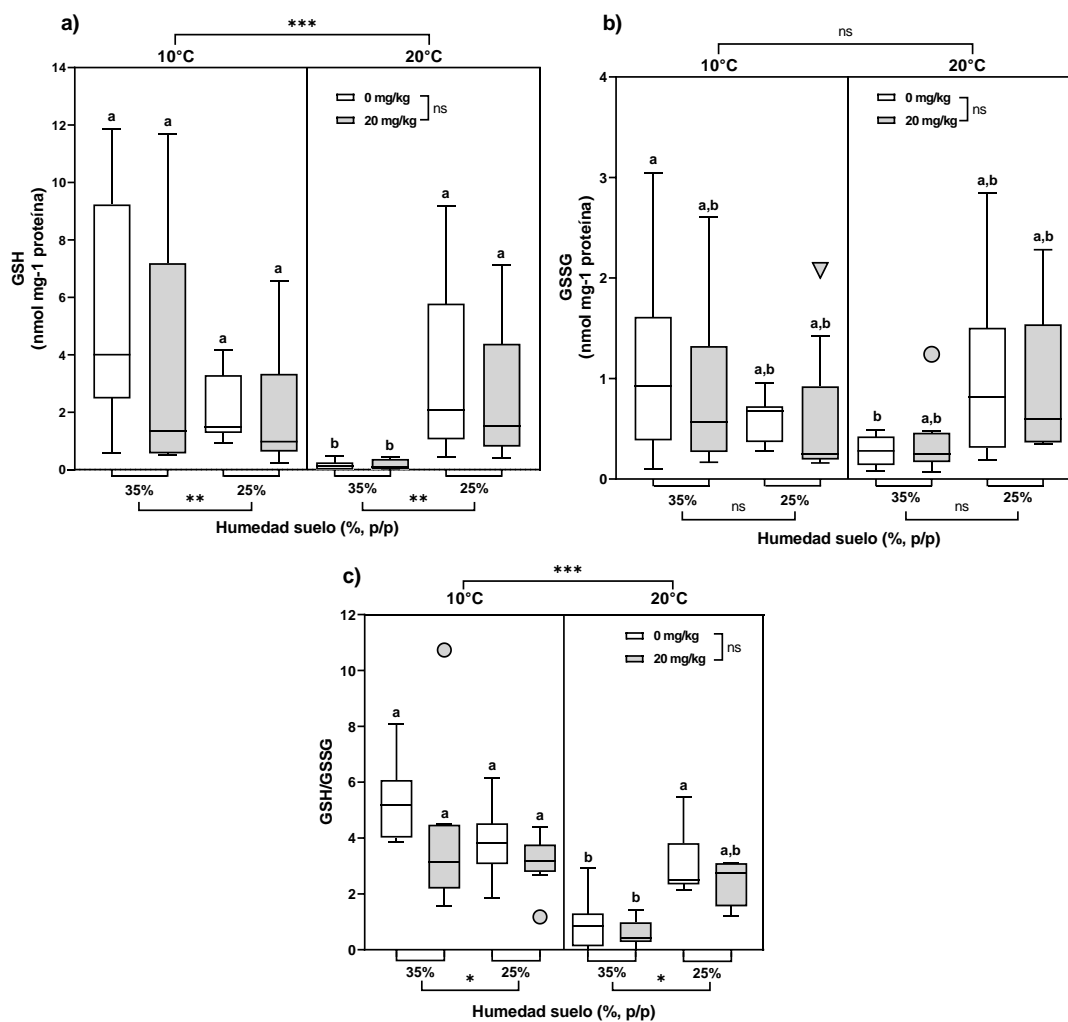 a)
***
10°C
20°C
14
12
10
8
6
4
2
0
GSH
(nmol mg-1 proteína)
0 mg/kg
20 mg/kg
ns
a
a
a
a
b
b
a
a
35%
25%
35%
25%
**
**
Humedad suelo (%, p/p)
b)
ns
10°C
20°C
4
3
2
1
0
GSSG
(nmol mg-1 proteína)
0 mg/kg
20 mg/kg
ns
a
a,b
a,b
a,b
b
a,b
a,b
a,b
35%
25%
35%
25%
ns
ns
Humedad suelo (%, p/p)
c)
***
10°C
20°C
12
10
8
6
4
2
0
GSH/GSSG
0 mg/kg
20 mg/kg
ns
a
a
a
a
b
b
a
a,b
35%
25%
35%
25%
*
*
Humedad suelo (%, p/p)